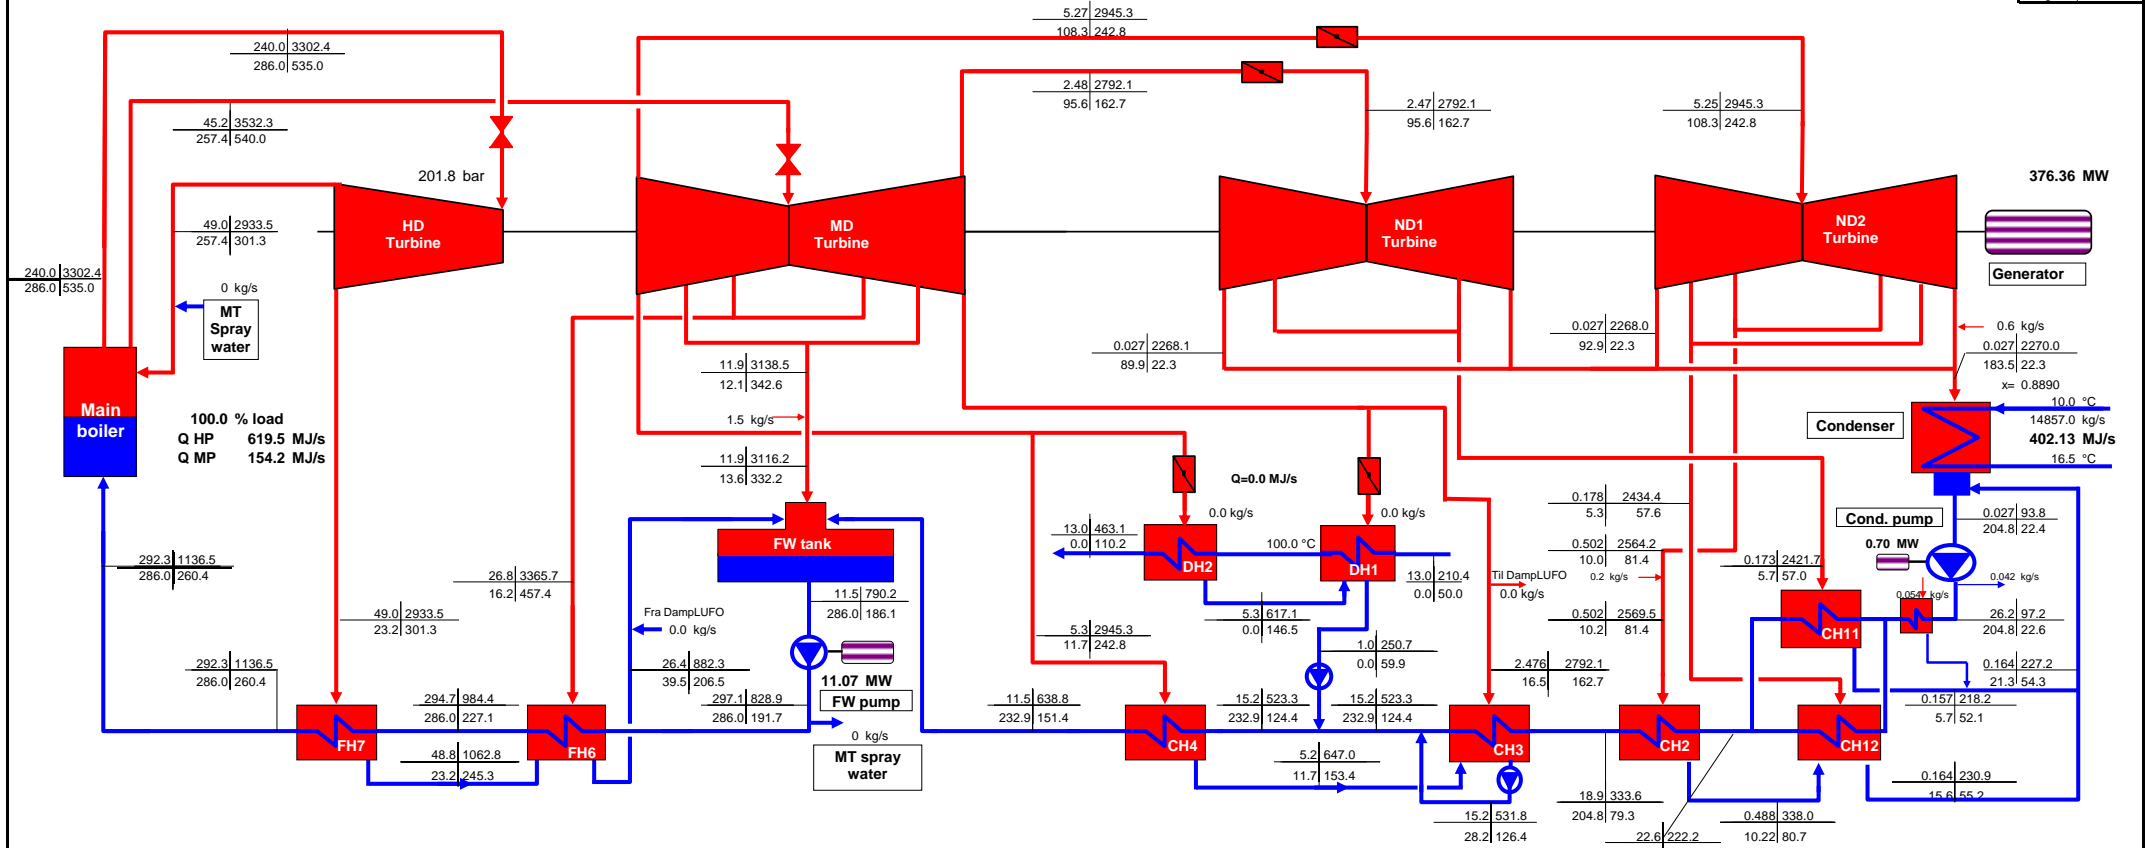 5.27 2945.3
108.3 242.8
240.0 3302.4
286.0 535.0
2.48 2792.1
95.6 162.7
2.47 2792.1
95.6 162.7
5.25 2945.3
108.3 242.8
45.2 3532.3
257.4 540.0
201.8 bar
376.36 MW
49.0 2933.5
257.4 301.3
HD
Turbine
MD
Turbine
ND1
Turbine
ND2
Turbine
Generator
240.0 3302.4
286.0 535.0
0 kg/s
MT
Spray
water
0.027 2268.1
89.9 22.3
0.027 2268.0
92.9 22.3
0.6 kg/s
0.027 2270.0
183.5 22.3
x= 0.8890
11.9 3138.5
12.1 342.6
Main
boiler
100.0 % load
Q HP 619.5 MJ/s
Q MP 154.2 MJ/s
1.5 kg/s
10.0 °C
14857.0 kg/s
402.13 MJ/s
16.5 °C
Condenser
11.9 3116.2
13.6 332.2
Q=0.0 MJ/s
0.0 kg/s
0.0 kg/s
0.178 2434.4
5.3 57.6
Cond. pump
0.027 93.8
204.8 22.4
0.70 MW
FW tank
13.0 463.1
0.0 110.2
100.0 °C
DH2
DH1
13.0 210.4
0.0 50.0
0.502 2564.2
10.0 81.4
0.2 kg/s
0.173 2421.7
5.7 57.0
0.042 kg/s
0.054 kg/s
292.3 1136.5
286.0 260.4
26.8 3365.7
16.2 457.4
11.5 790.2
286.0 186.1
Til DampLUFO
0.0 kg/s
49.0 2933.5
23.2 301.3
Fra DampLUFO
0.0 kg/s
5.3 617.1
0.0 146.5
0.502 2569.5
10.2 81.4
26.2 97.2
204.8 22.6
CH11
5.3 2945.3
11.7 242.8
1.0 250.7
0.0 59.9
292.3 1136.5
286.0 260.4
26.4 882.3
39.5 206.5
11.07 MW
FW pump
2.476 2792.1
16.5 162.7
0.164 227.2
21.3 54.3
294.7 984.4
286.0 227.1
297.1 828.9
286.0 191.7
11.5 638.8
232.9 151.4
15.2 523.3
232.9 124.4
15.2 523.3
232.9 124.4
0.157 218.2
5.7 52.1
FH7
FH6
0 kg/s
MT spray
water
CH4
CH3
CH2
CH12
48.8 1062.8
23.2 245.3
5.2 647.0
11.7 153.4
0.164 230.9
15.6 55.2
18.9 333.6
204.8 79.3
15.2 531.8
28.2 126.4
0.488 338.0
10.22 80.7
22.6 222.2